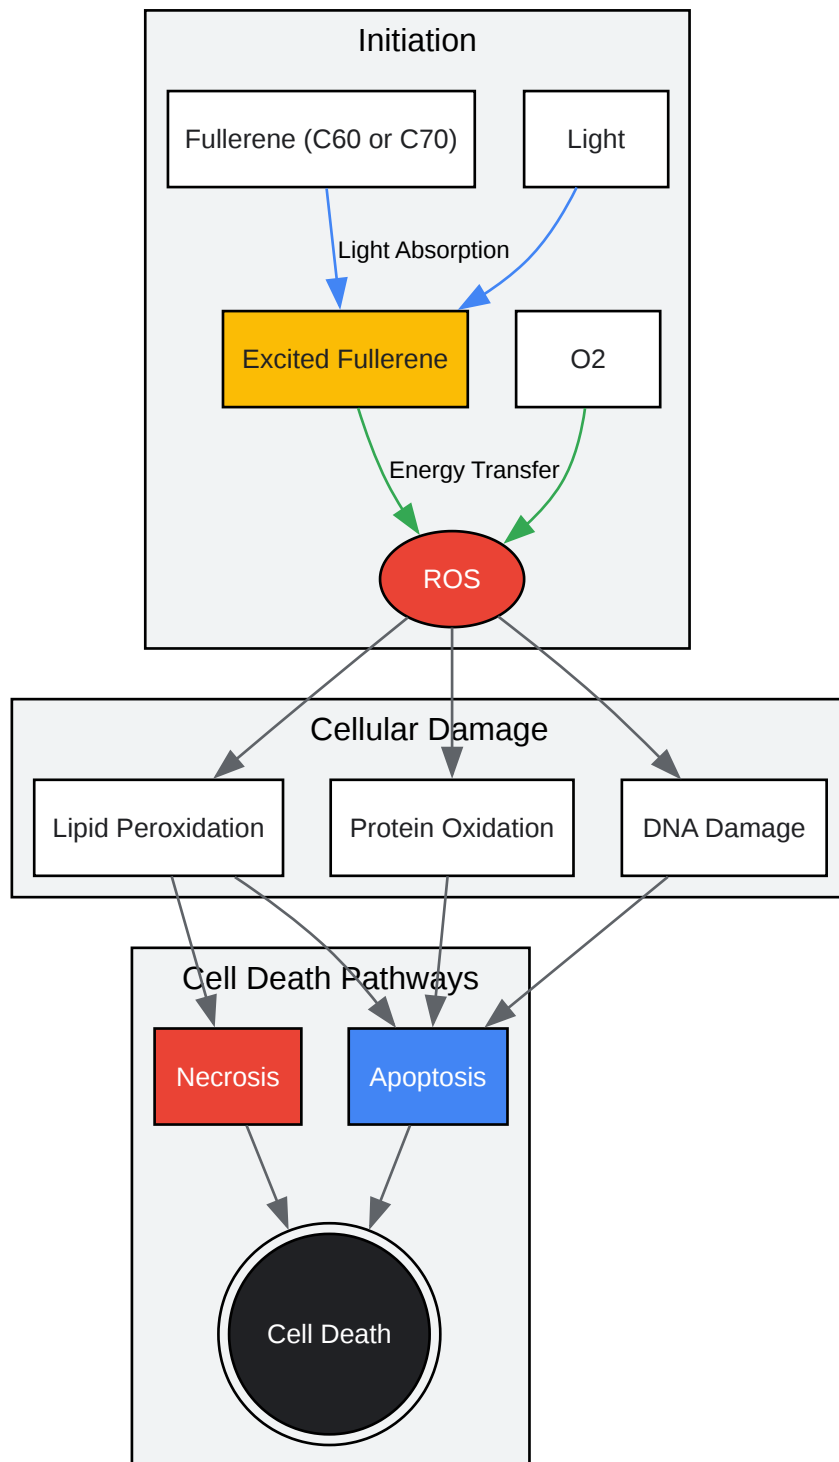 Initiation
Fullerene (C60 or C70)
Light
Light Absorption
Excited Fullerene
O2
Energy Transfer
ROS
Cellular Damage
Lipid Peroxidation
Protein Oxidation
DNA Damage
Cell Death Pathways
Necrosis
Apoptosis
Cell Death